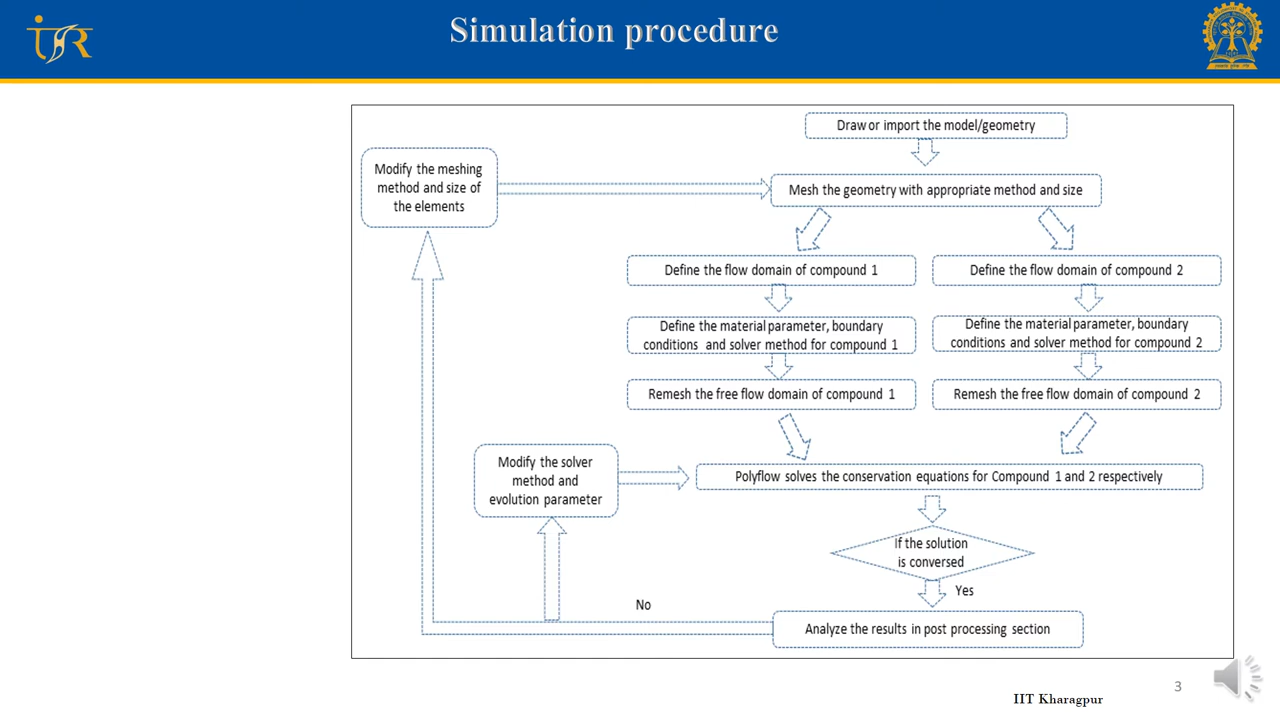 Simulation procedure
Draw or import the model/geometry
Modify the meshing
method and size of
the elements
Mesh the geometry with appropriate method and size
Define the flow domain of compound 1
Define the flow domain of compound 2
Define the material parameter, boundary
conditions and solver method for compound 1
Define the material parameter, boundary
conditions and solver method for compound 2
Remesh the free flow domain of compound 1
Remesh the free flow domain of compound 2
Modify the solver
method and
evolution parameter
Polyflow solves the conservation equations for Compound 1 and 2 respectively
If the solution
is conversed
Yes
No
Analyze the results in post processing section
3
IIT Kharagpur